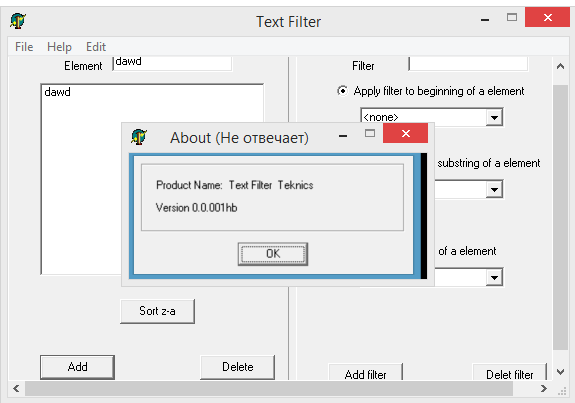 Text Filter
File Help Edit
Element dawd
dawd
Sort z-a
Add Delete
Filter
Apply filter to beginning of a element
<none>
substring of a element
of a element
Add filter Delet filter
About (Не отвечает)
Product Name: Text Filter Teknics
Version 0.0.001hb
OK